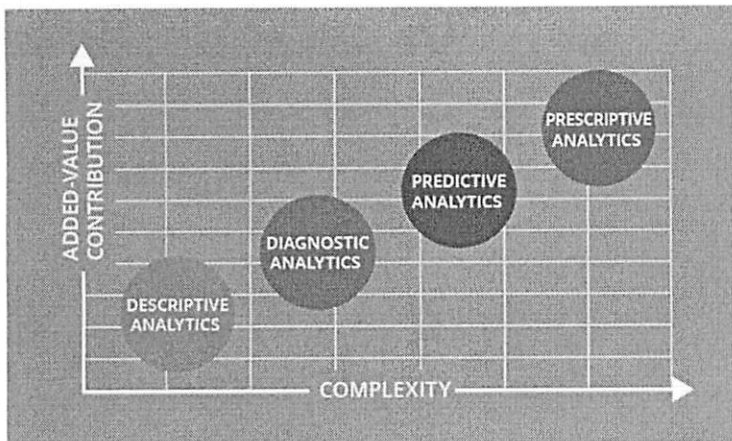 ADDED-VALUE
CONTRIBUTION
PRESCRIPTIVE
ANALYTICS
PREDICTIVE
ANALYTICS
DIAGNOSTIC
ANALYTICS
DESCRIPTIVE
ANALYTICS
COMPLEXITY